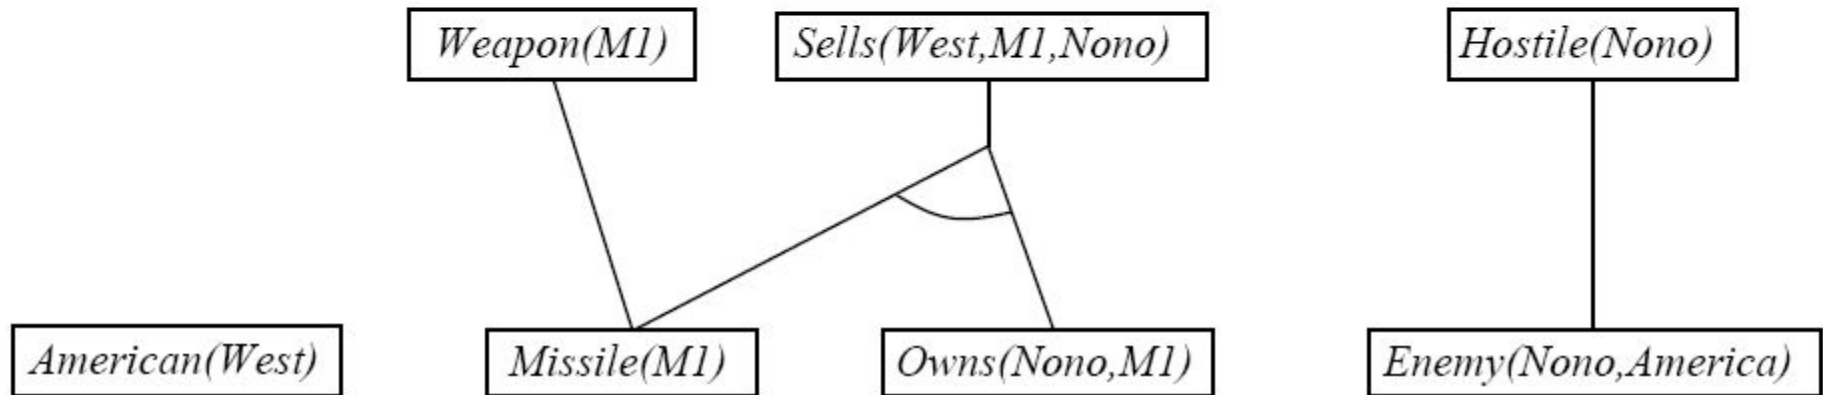 Weapon(M1)
Sells(West,M1,Nono)
Hostile(Nono)
American(West)
Missile(M1)
Owns(Nono,M1)
Enemy(Nono,America)